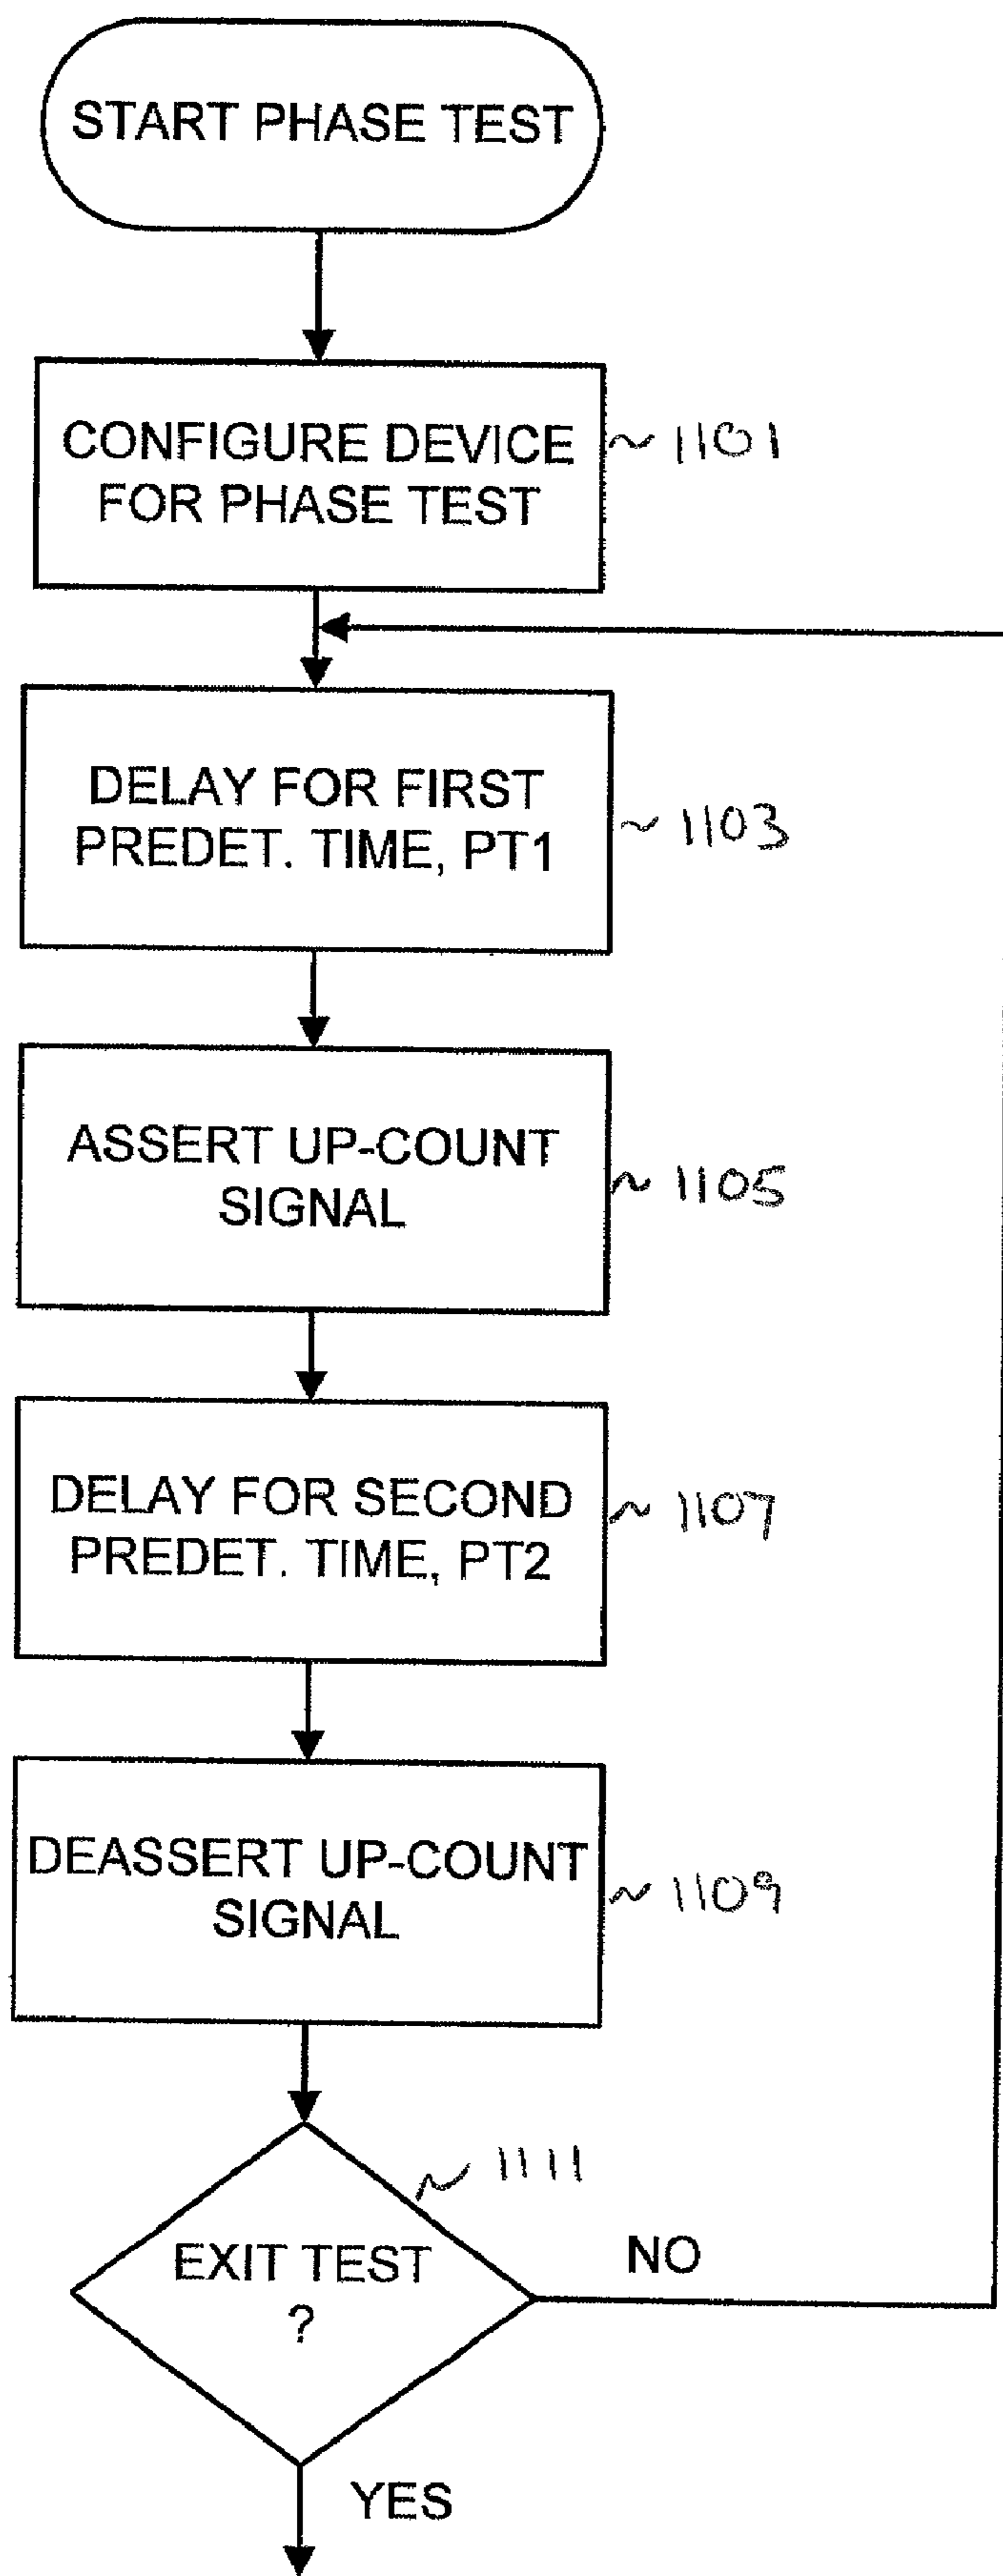 START PHASE TEST
CONFIGURE DEVICE
FOR PHASE TEST
~ 1101
DELAY FOR FIRST
PREDET. TIME, PT1
~ 1103
ASSERT UP-COUNT
SIGNAL
~ 1105
DELAY FOR SECOND
PREDET. TIME, PT2
~ 1107
DEASSERT UP-COUNT
SIGNAL
~ 1109
~ 1111
EXIT TEST
?
NO
YES